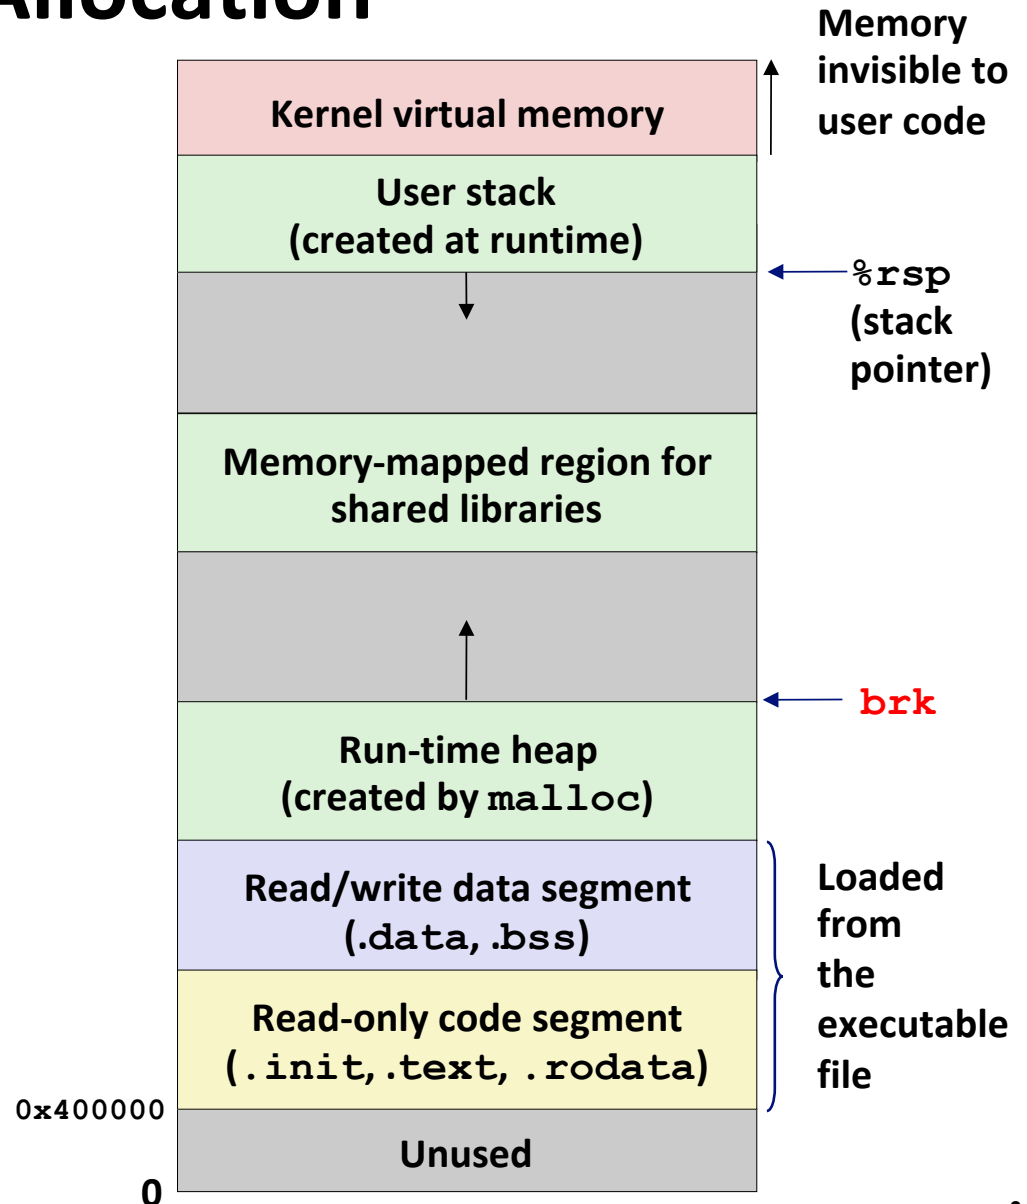 Allocation
Memory
invisible to
user code
Kernel virtual memory
User stack
(created at runtime)
%rsp
(stack
pointer)
Memory-mapped region for
shared libraries
brk
Run-time heap
(created by malloc)
Read/write data segment
(.data, .bss)
Loaded
from
the
executable
file
Read-only code segment
(.init, .text, .rodata)
0x400000
Unused
0